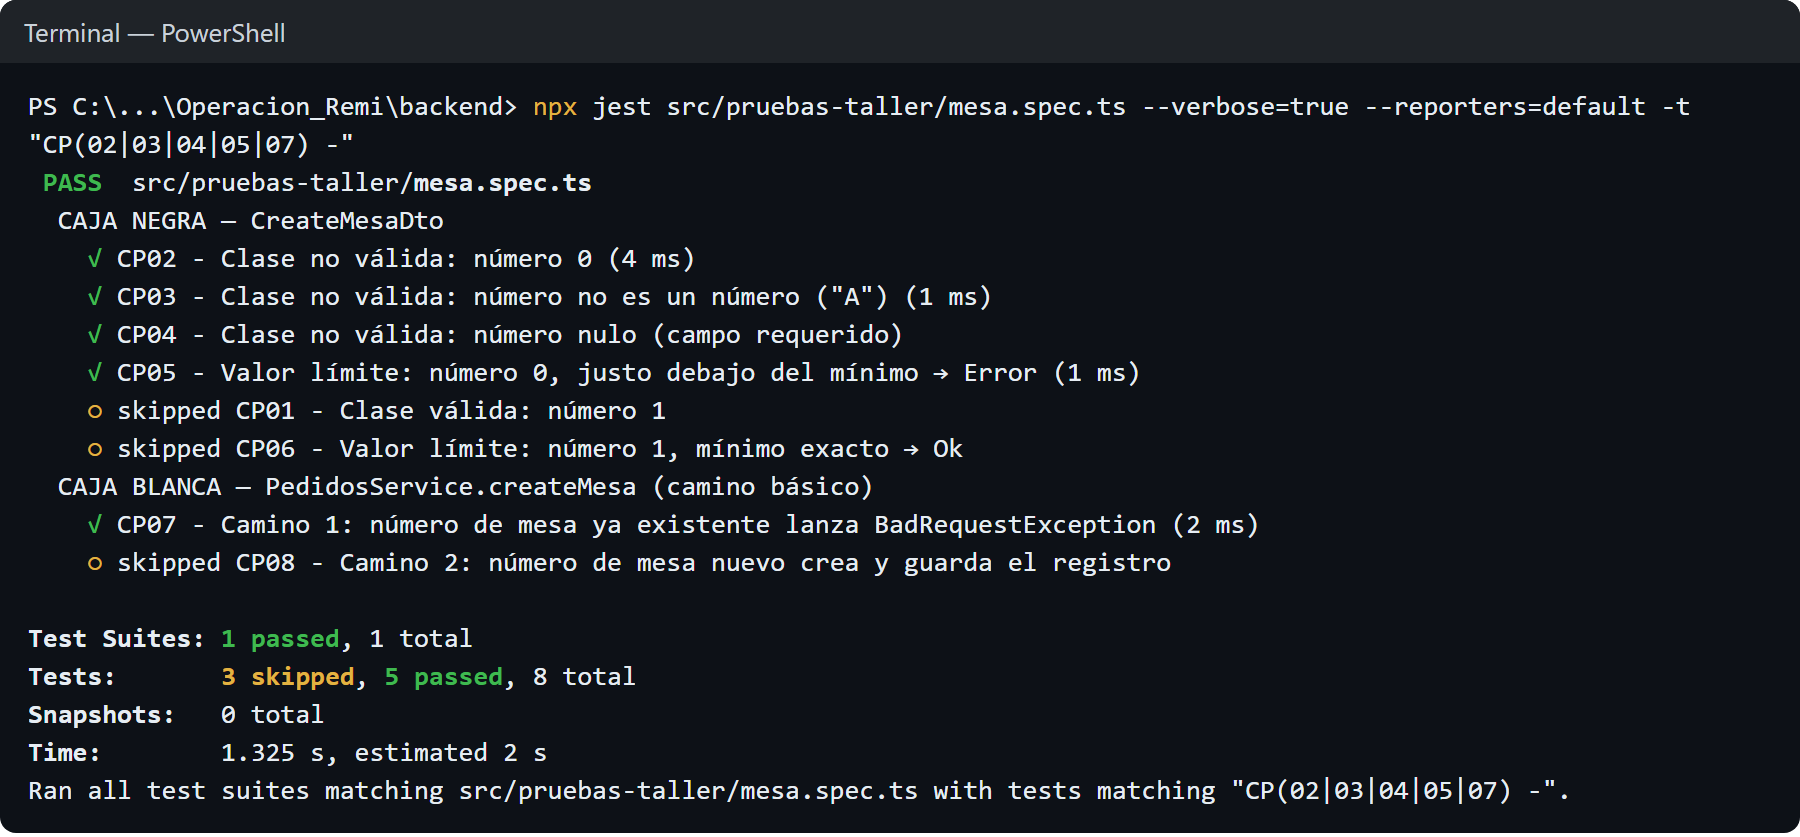 Terminal — PowerShell
PS C:\...\Operacion_Remi\backend> npx jest src/pruebas-taller/mesa.spec.ts --verbose=true --reporters=default -t
"CP(02|03|04|05|07) -"
PASS src/pruebas-taller/mesa.spec.ts
CAJA NEGRA — CreateMesaDto
√ CP02 - Clase no válida: número 0 (4 ms)
√ CP03 - Clase no válida: número no es un número ("A") (1 ms)
√ CP04 - Clase no válida: número nulo (campo requerido)
√ CP05 - Valor límite: número 0, justo debajo del mínimo → Error (1 ms)
○ skipped CP01 - Clase válida: número 1
○ skipped CP06 - Valor límite: número 1, mínimo exacto → Ok
CAJA BLANCA — PedidosService.createMesa (camino básico)
√ CP07 - Camino 1: número de mesa ya existente lanza BadRequestException (2 ms)
○ skipped CP08 - Camino 2: número de mesa nuevo crea y guarda el registro
Test Suites: 1 passed, 1 total
Tests: 3 skipped, 5 passed, 8 total
Snapshots: 0 total
Time: 1.325 s, estimated 2 s
Ran all test suites matching src/pruebas-taller/mesa.spec.ts with tests matching "CP(02|03|04|05|07) -".